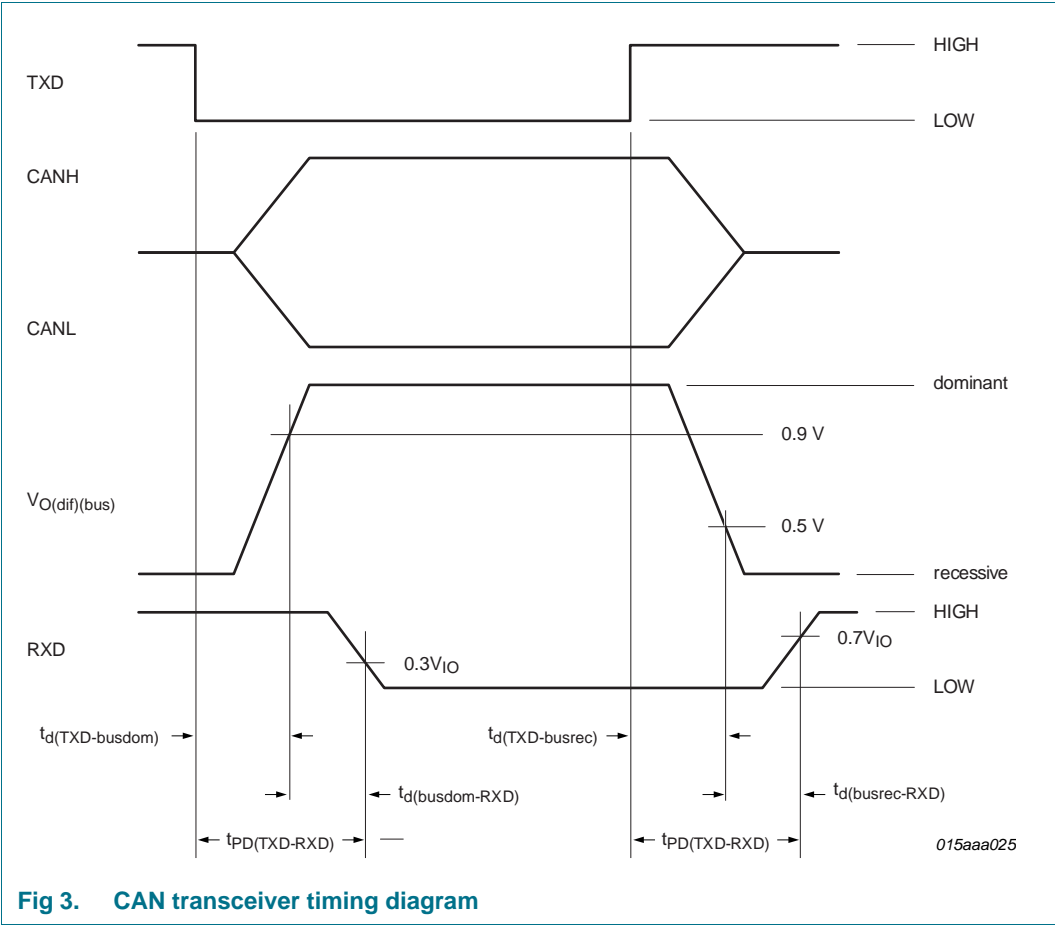 HIGH
TXD
LOW
CANH
CANL
dominant
0.9 V
VO(dif)(bus)
0.5 V
recessive
HIGH
RXD
0.7VIO
0.3VIO
LOW
td(TXD-busdom)
td(TXD-busrec)
td(busdom-RXD)
td(busrec-RXD)
tPD(TXD-RXD)
tPD(TXD-RXD)
015aaa025
Fig 3. CAN transceiver timing diagram